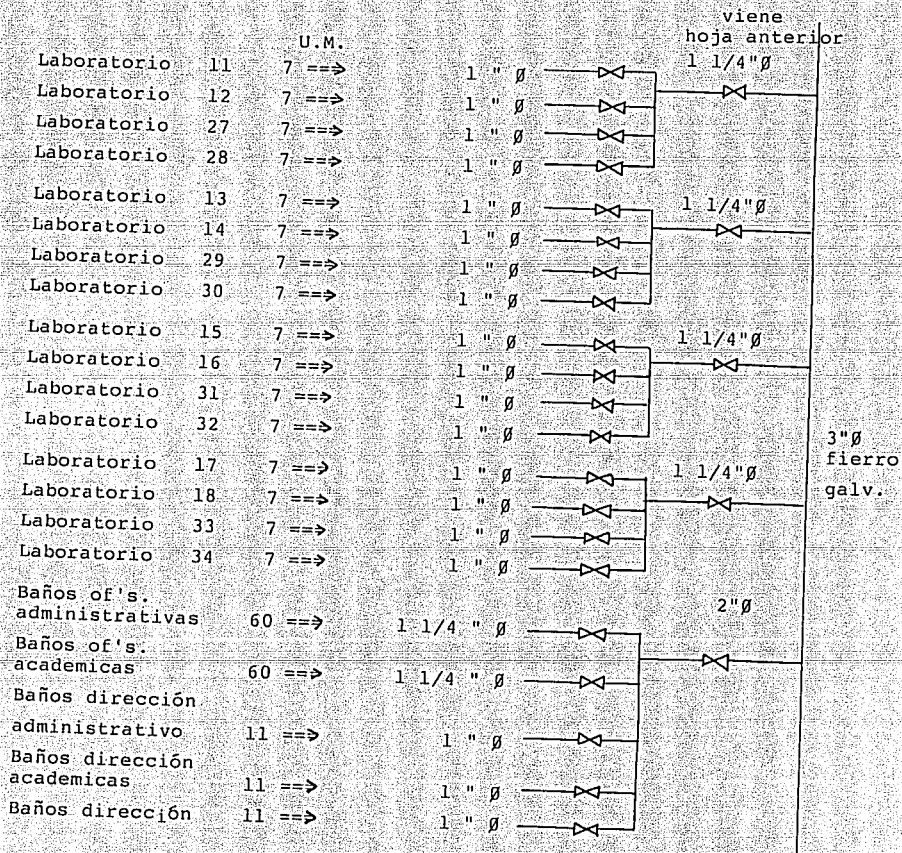 viene
hoja anterior
U.M.
Laboratorio 11 7 ==> 1 " Ø 1 1/4"Ø
Laboratorio 12 7 ==> 1 " Ø
Laboratorio 27 7 ==> 1 " Ø
Laboratorio 28 7 ==> 1 " Ø
Laboratorio 13 7 ==> 1 " Ø 1 1/4"Ø
Laboratorio 14 7 ==> 1 " Ø
Laboratorio 29 7 ==> 1 " Ø
Laboratorio 30 7 ==> 1 " Ø
Laboratorio 15 7 ==> 1 " Ø 1 1/4"Ø
Laboratorio 16 7 ==> 1 " Ø
Laboratorio 31 7 ==> 1 " Ø
Laboratorio 32 7 ==> 1 " Ø
3"Ø
fierro
galv.
Laboratorio 17 7 ==> 1 " Ø 1 1/4"Ø
Laboratorio 18 7 ==> 1 " Ø
Laboratorio 33 7 ==> 1 " Ø
Laboratorio 34 7 ==> 1 " Ø
Baños of's.
administrativas 60 ==> 1 1/4 " Ø 2"Ø
Baños of's.
academicas 60 ==> 1 1/4 " Ø
Baños dirección
administrativo 11 ==> 1 " Ø
Baños dirección
academicas 11 ==> 1 " Ø
Baños dirección 11 ==> 1 " Ø